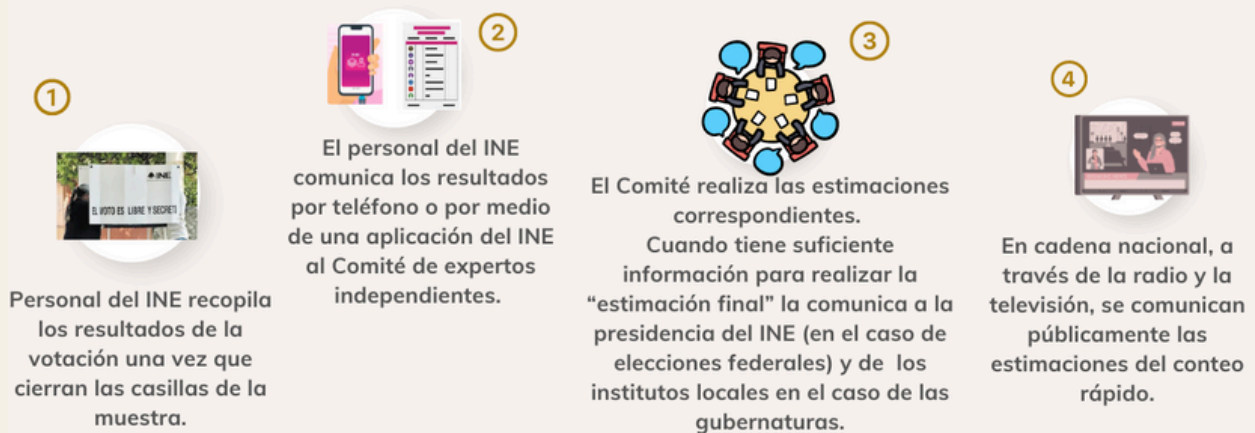 1
INE
EL VOTO ES LIBRE Y SECRETO
Personal del INE recopila
los resultados de la
votación una vez que
cierran las casillas de la
muestra.
2
El personal del INE
comunica los resultados
por teléfono o por medio
de una aplicación del INE
al Comité de expertos
independientes.
3
El Comité realiza las estimaciones
correspondientes.
Cuando tiene suficiente
información para realizar la
“estimación final” la comunica a la
presidencia del INE (en el caso de
elecciones federales) y de los
institutos locales en el caso de las
gubernaturas.
4
En cadena nacional, a
través de la radio y la
televisión, se comunican
públicamente las
estimaciones del conteo
rápido.